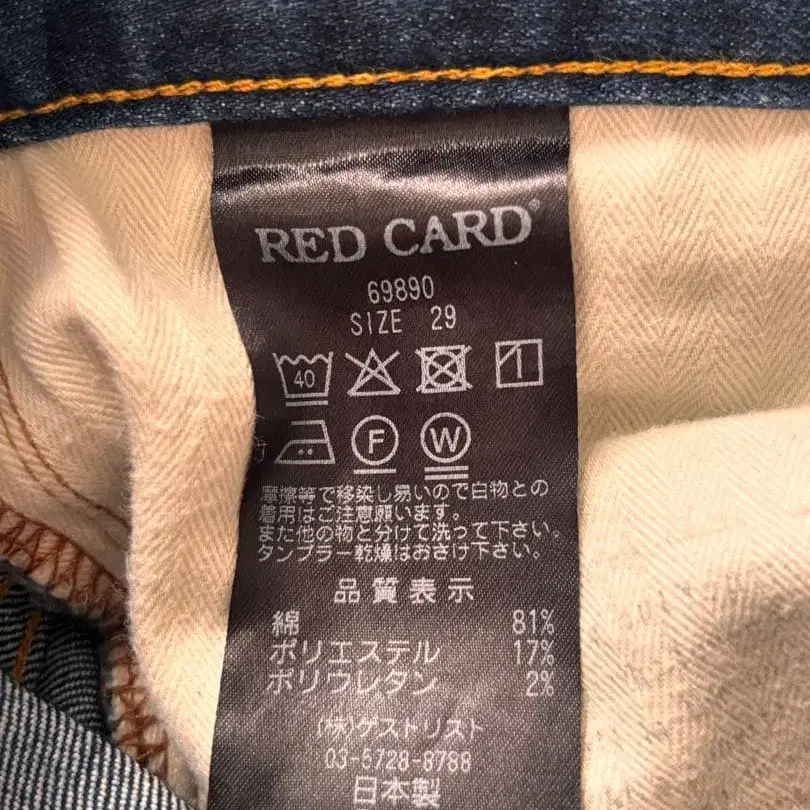 RED CARD®
69890
SIZE 29
40
F W
摩擦等で移染し易いので白物との
着用はご注意願います。
また他の物と分けて洗って下さい。
タンブラー乾燥はおさけ下さい。
品質表示
綿 81%
ポリエステル 17%
ポリウレタン 2%
(株)ゲストリスト
03-5728-8788
日本製